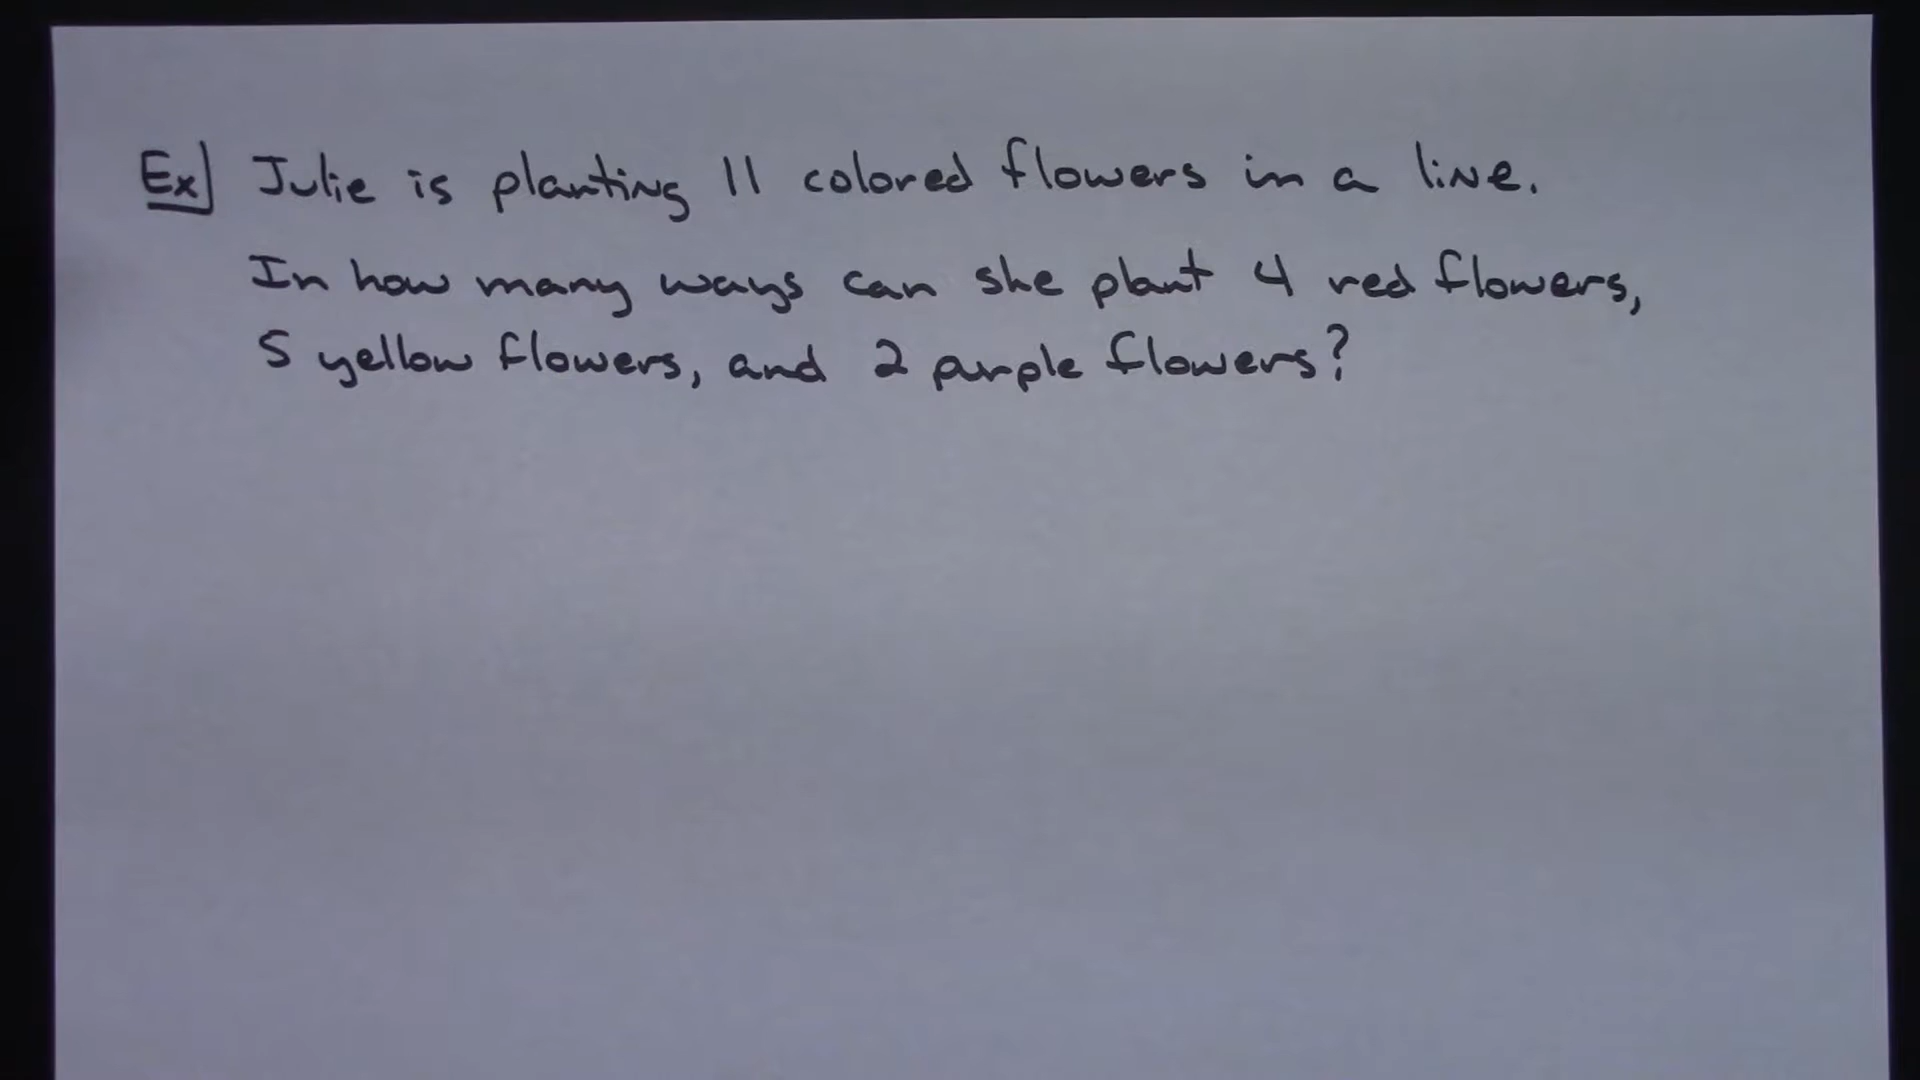 Ex] Julie is planting 11 colored flowers in a line.
In how many ways can she plant 4 red flowers,
5 yellow flowers, and 2 purple flowers?